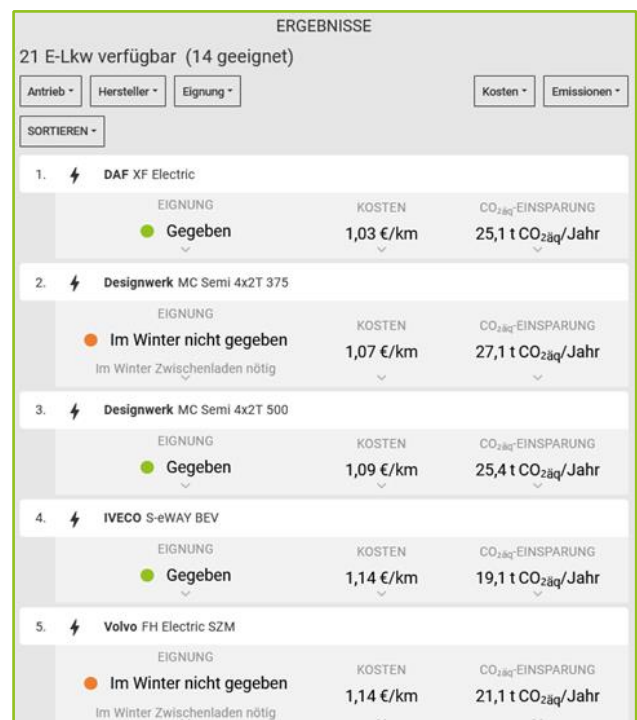 ERGEBNISSE
21 E-Lkw verfügbar (14 geeignet)
Antrieb Hersteller Eignung Kosten Emissionen
SORTIEREN
1. DAF XF Electric
EIGNUNG KOSTEN CO₂äq-EINSPARUNG
Gegeben 1,03 €/km 25,1 t CO₂äq/Jahr
2. Designwerk MC Semi 4x2T 375
EIGNUNG KOSTEN CO₂äq-EINSPARUNG
Im Winter nicht gegeben 1,07 €/km 27,1 t CO₂äq/Jahr
Im Winter Zwischenladen nötig
3. Designwerk MC Semi 4x2T 500
EIGNUNG KOSTEN CO₂äq-EINSPARUNG
Gegeben 1,09 €/km 25,4 t CO₂äq/Jahr
4. IVECO S-eWAY BEV
EIGNUNG KOSTEN CO₂äq-EINSPARUNG
Gegeben 1,14 €/km 19,1 t CO₂äq/Jahr
5. Volvo FH Electric SZM
EIGNUNG KOSTEN CO₂äq-EINSPARUNG
Im Winter nicht gegeben 1,14 €/km 21,1 t CO₂äq/Jahr
Im Winter Zwischenladen nötig